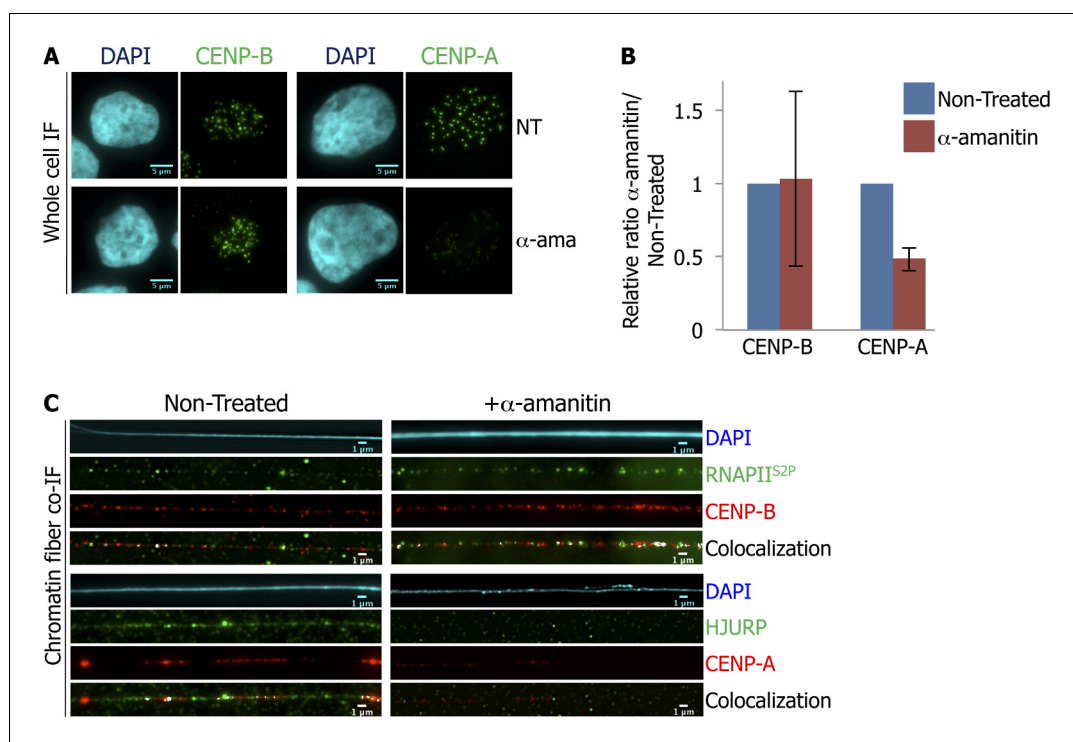 A
DAPI CENP-B DAPI CENP-A
Whole cell IF
NT
5 µm 5 µm
α-ama
5 µm 5 µm
B
Relative ratio α-amanitin/
Non-Treated
1.5
1
0.5
0
CENP-B CENP-A
Non-Treated
α-amanitin
C
Non-Treated +α-amanitin
Chromatin fiber co-IF
1 µm 1 µm DAPI
RNAPIIS2P
CENP-B
1 µm 1 µm Colocalization
1 µm 1 µm DAPI
HJURP
CENP-A
1 µm 1 µm Colocalization